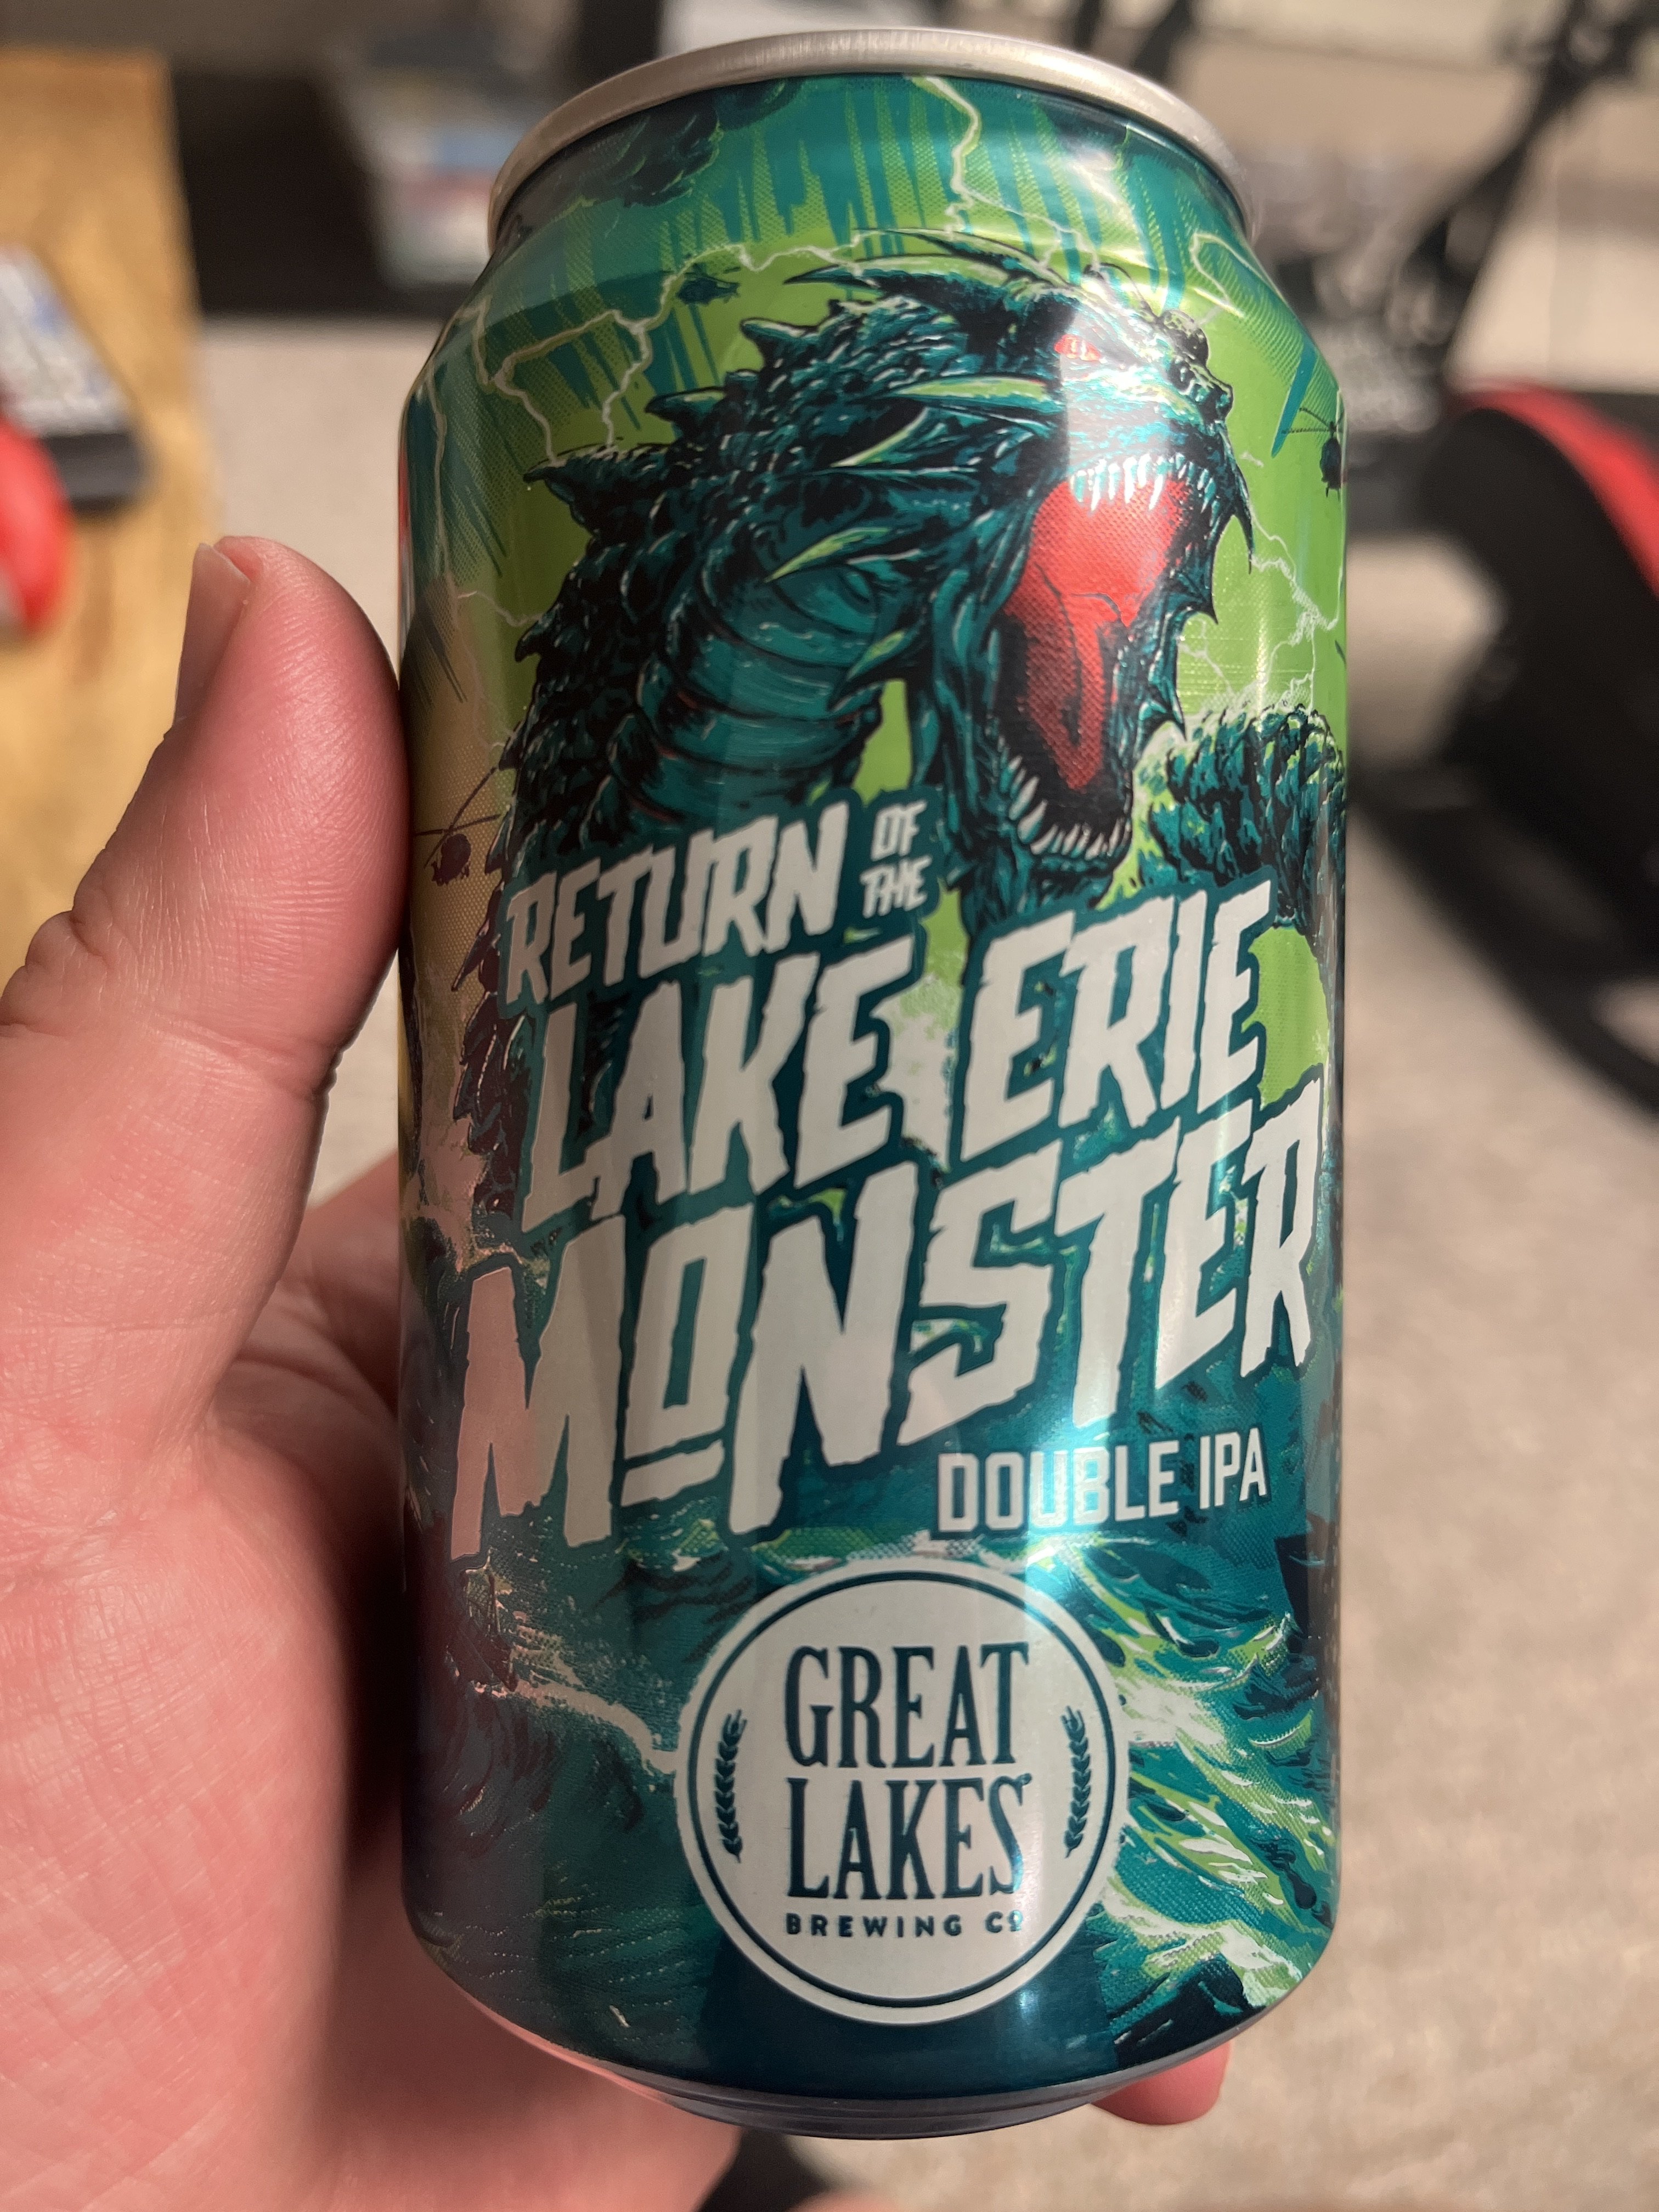 RETURN OF THE
LAKE ERIE
MONSTER
DOUBLE IPA
GREAT
LAKES
BREWING CO